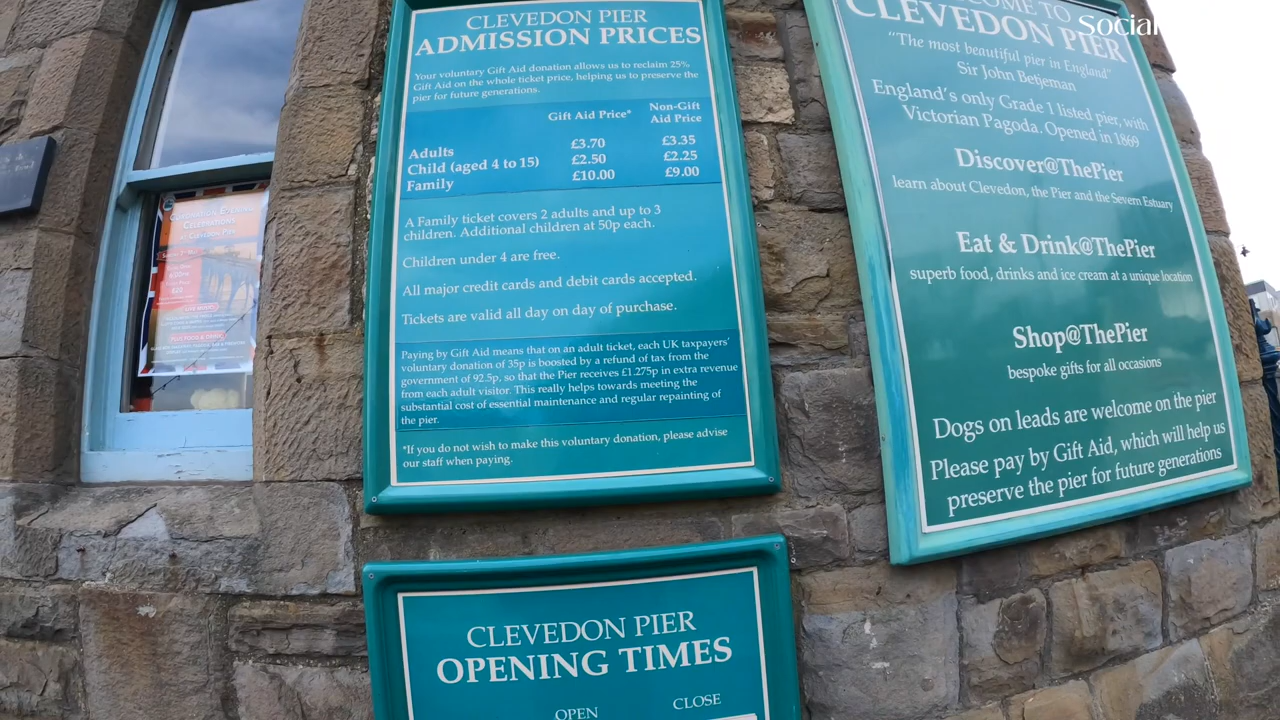 CLEVEDON PIER
ADMISSION PRICES
Your voluntary Gift Aid donation allows us to reclaim 25%
Gift Aid on the whole ticket price, helping us to preserve the
pier for future generations.
Gift Aid Price* Non-Gift
Aid Price
Adults £3.70 £3.35
Child (aged 4 to 15) £2.50 £2.25
Family £10.00 £9.00
A Family ticket covers 2 adults and up to 3
children. Additional children at 50p each.
Children under 4 are free.
All major credit cards and debit cards accepted.
Tickets are valid all day on day of purchase.
Paying by Gift Aid means that on an adult ticket, each UK taxpayers'
voluntary donation of 35p is boosted by a refund of tax from the
government of 92.5p, so that the Pier receives £1.275p in extra revenue
from each adult visitor. This really helps towards meeting the
substantial cost of essential maintenance and regular repainting of
the pier.
*If you do not wish to make this voluntary donation, please advise
our staff when paying.
CLEVEDON PIER
OPENING TIMES
OPEN CLOSE
COME TO
CLEVEDON PIER
"The most beautiful pier in England"
Sir John Betjeman
England's only Grade 1 listed pier, with
Victorian Pagoda. Opened in 1869
Discover@ThePier
learn about Clevedon, the Pier and the Severn Estuary
Eat & Drink@ThePier
superb food, drinks and ice cream at a unique location
Shop@ThePier
bespoke gifts for all occasions
Dogs on leads are welcome on the pier
Please pay by Gift Aid, which will help us
preserve the pier for future generations
Social
Coronation Evening
Celebrations
at Clevedon Pier